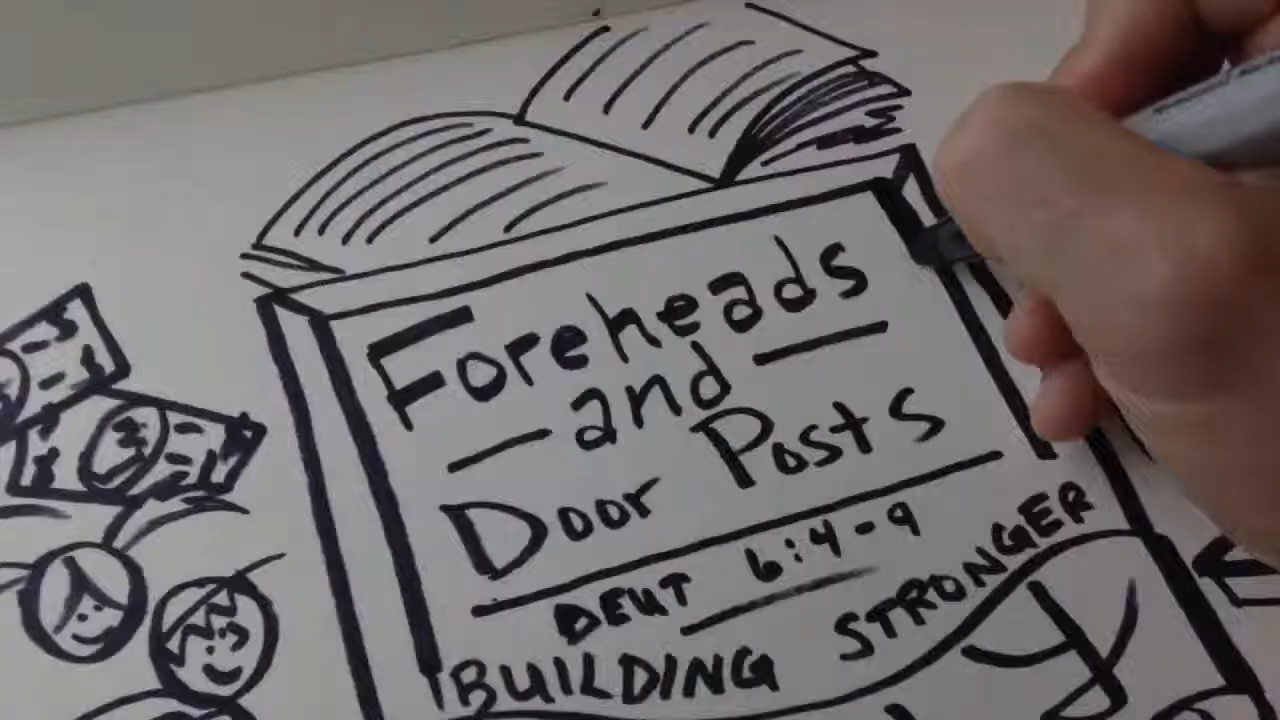 Foreheads
and
Door Posts
DEUT 6:4-9
BUILDING STRONGER